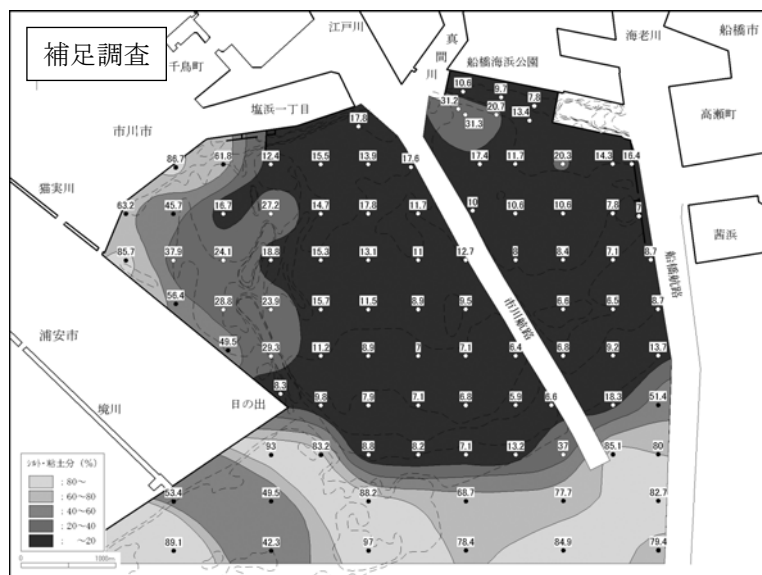 補足調査
江戸川
真間川
船橋海浜公園
海老川
船橋市
千鳥町
塩浜一丁目
高瀬町
市川市
猫実川
茜浜
船橋航路
市川航路
浦安市
日の出
境川
10.6 9.7 7.8
31.2 20.7 13.4
31.3
17.8
86.7 61.8 12.4 15.5 13.9 17.6 17.4 11.7 20.3 14.3 16.4
63.2 45.7 16.7 27.2 14.7 17.8 11.7 10 10.6 10.6 7.8 7
85.7 37.9 24.1 18.8 15.3 13.1 11 12.7 8 8.4 7.1 8.7
56.4 28.8 23.9 15.7 11.5 8.9 9.5 6.6 6.5 8.7
49.5 29.3 11.2 8.9 7 7.1 6.4 6.8 9.2 13.7
8.3 9.8 7.9 7.1 6.8 5.9 6.6 18.3 51.4
93 83.2 8.8 8.2 7.1 13.2 37 85.1 80
53.4 49.5 88.2 68.7 77.7 82.7
89.1 42.3 97 78.4 84.9 79.4
シルト・粘土分 (%)
: 80~
: 60~80
: 40~60
: 20~40
: ~20
0 1000m